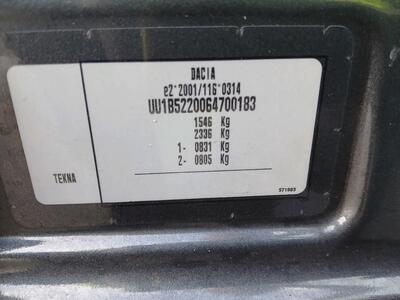 DACIA
e2*2001/116*0314
UU1B5220064700183
1546 Kg
2336 Kg
1- 0831 Kg
2- 0805 Kg
TEKNA
571983